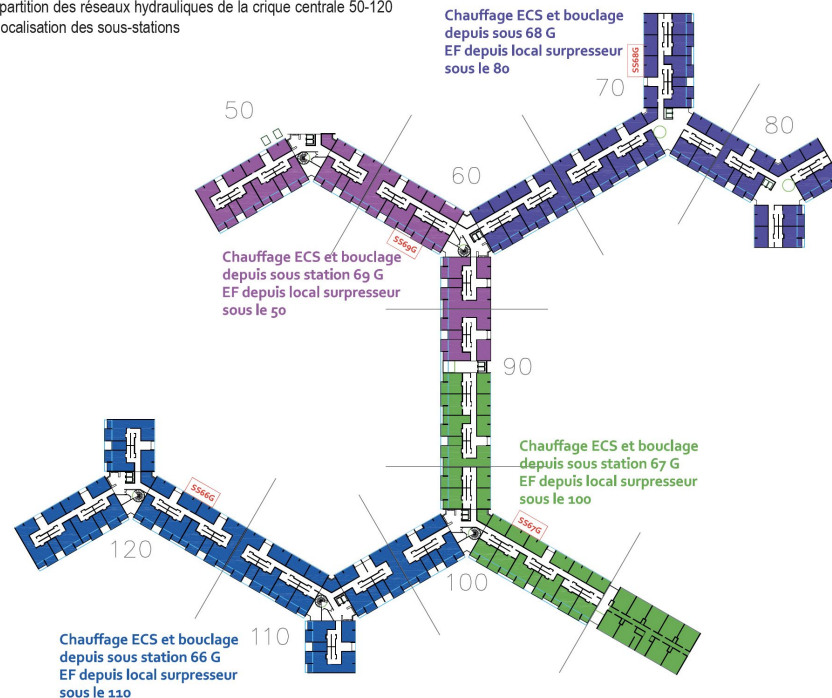 partition des réseaux hydrauliques de la crique centrale 50-120
ocalisation des sous-stations
Chauffage ECS et bouclage
depuis sous 68 G
EF depuis local surpresseur
sous le 80
SS68G
70
50
80
60
SS69G
Chauffage ECS et bouclage
depuis sous station 69 G
EF depuis local surpresseur
sous le 50
90
Chauffage ECS et bouclage
depuis sous station 67 G
EF depuis local surpresseur
sous le 100
SS66G
SS67G
120
100
110
Chauffage ECS et bouclage
depuis sous station 66 G
EF depuis local surpresseur
sous le 110